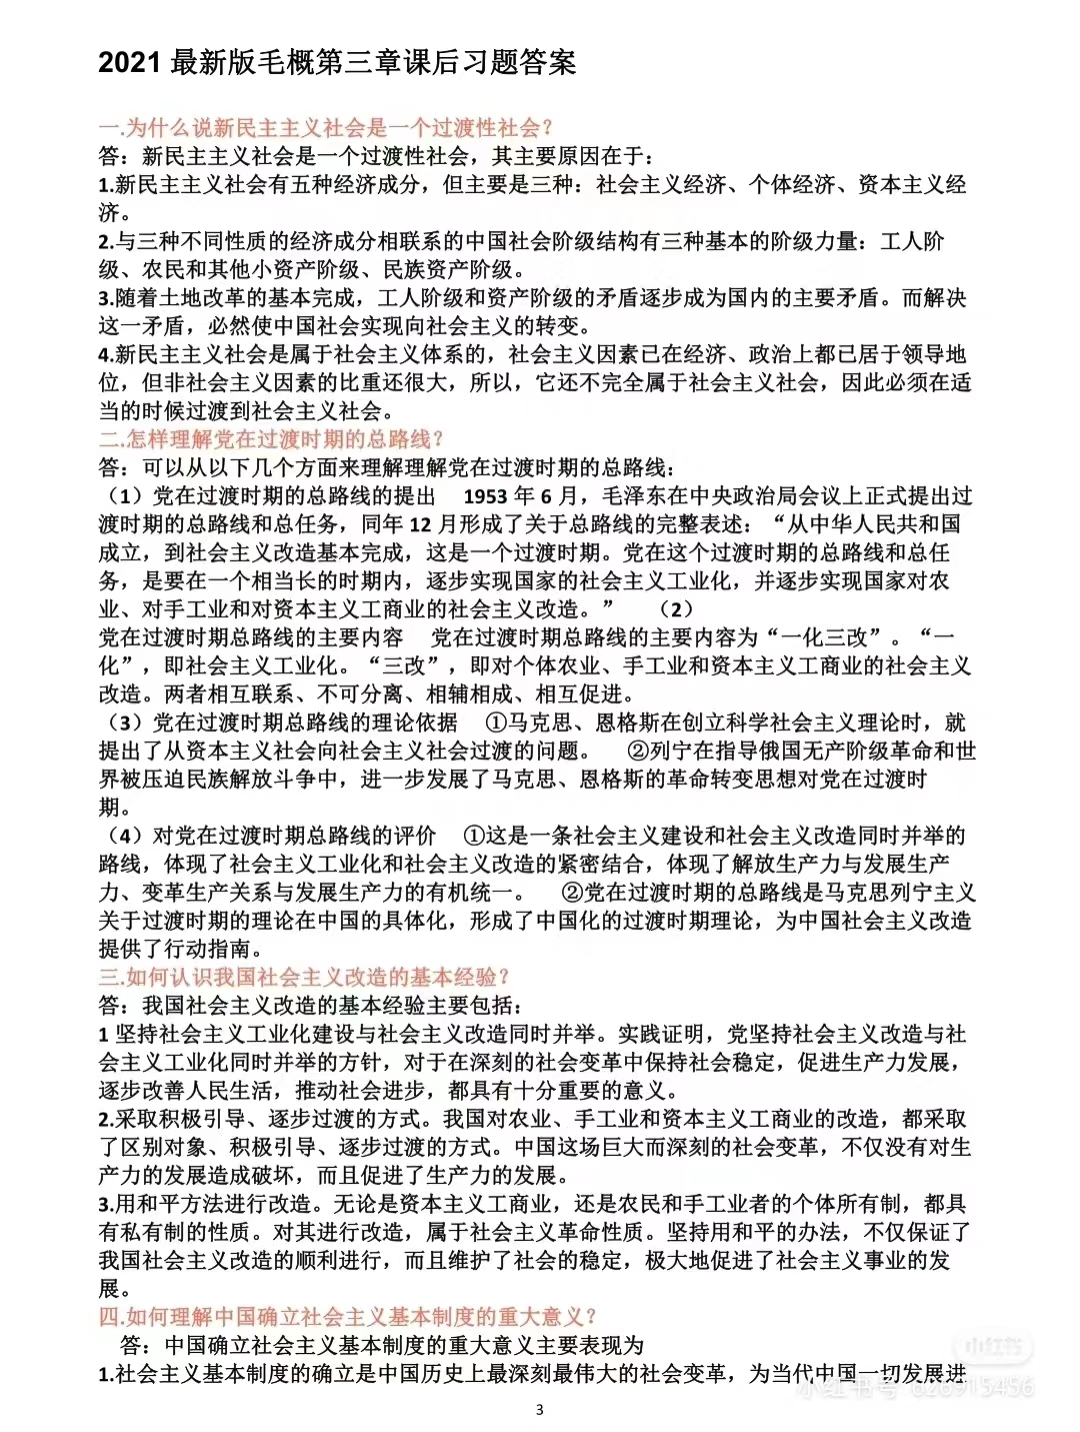 2021 最新版毛概第三章课后习题答案
一.为什么说新民主主义社会是一个过渡性社会？
答：新民主主义社会是一个过渡性社会，其主要原因在于：
1.新民主主义社会有五种经济成分，但主要是三种：社会主义经济、个体经济、资本主义经
济。
2.与三种不同性质的经济成分相联系的中国社会阶级结构有三种基本的阶级力量：工人阶
级、农民和其他小资产阶级、民族资产阶级。
3.随着土地改革的基本完成，工人阶级和资产阶级的矛盾逐步成为国内的主要矛盾。而解决
这一矛盾，必然使中国社会实现向社会主义的转变。
4.新民主主义社会是属于社会主义体系的，社会主义因素已在经济、政治上都已居于领导地
位，但非社会主义因素的比重还很大，所以，它还不完全属于社会主义社会，因此必须在适
当的时候过渡到社会主义社会。
二.怎样理解党在过渡时期的总路线？
答：可以从以下几个方面来理解理解党在过渡时期的总路线：
（1）党在过渡时期的总路线的提出 1953 年 6 月，毛泽东在中央政治局会议上正式提出过
渡时期的总路线和总任务，同年 12 月形成了关于总路线的完整表述：“从中华人民共和国
成立，到社会主义改造基本完成，这是一个过渡时期。党在这个过渡时期的总路线和总任
务，是要在一个相当长的时期内，逐步实现国家的社会主义工业化，并逐步实现国家对农
业、对手工业和对资本主义工商业的社会主义改造。” （2）
党在过渡时期总路线的主要内容 党在过渡时期总路线的主要内容为“一化三改”。“一
化”，即社会主义工业化。“三改”，即对个体农业、手工业和资本主义工商业的社会主义
改造。两者相互联系、不可分离、相辅相成、相互促进。
（3）党在过渡时期总路线的理论依据 ①马克思、恩格斯在创立科学社会主义理论时，就
提出了从资本主义社会向社会主义社会过渡的问题。 ②列宁在指导俄国无产阶级革命和世
界被压迫民族解放斗争中，进一步发展了马克思、恩格斯的革命转变思想对党在过渡时
期。
（4）对党在过渡时期总路线的评价 ①这是一条社会主义建设和社会主义改造同时并举的
路线，体现了社会主义工业化和社会主义改造的紧密结合，体现了解放生产力与发展生产
力、变革生产关系与发展生产力的有机统一。 ②党在过渡时期的总路线是马克思列宁主义
关于过渡时期的理论在中国的具体化，形成了中国化的过渡时期理论，为中国社会主义改造
提供了行动指南。
三.如何认识我国社会主义改造的基本经验？
答：我国社会主义改造的基本经验主要包括：
1 坚持社会主义工业化建设与社会主义改造同时并举。实践证明，党坚持社会主义改造与社
会主义工业化同时并举的方针，对于在深刻的社会变革中保持社会稳定，促进生产力发展，
逐步改善人民生活，推动社会进步，都具有十分重要的意义。
2.采取积极引导、逐步过渡的方式。我国对农业、手工业和资本主义工商业的改造，都采取
了区别对象、积极引导、逐步过渡的方式。中国这场巨大而深刻的社会变革，不仅没有对生
产力的发展造成破坏，而且促进了生产力的发展。
3.用和平方法进行改造。无论是资本主义工商业，还是农民和手工业者的个体所有制，都具
有私有制的性质。对其进行改造，属于社会主义革命性质。坚持用和平的办法，不仅保证了
我国社会主义改造的顺利进行，而且维护了社会的稳定，极大地促进了社会主义事业的发
展。
四.如何理解中国确立社会主义基本制度的重大意义？
答：中国确立社会主义基本制度的重大意义主要表现为
1.社会主义基本制度的确立是中国历史上最深刻最伟大的社会变革，为当代中国一切发展进
小红书
小红书号 626915456
3